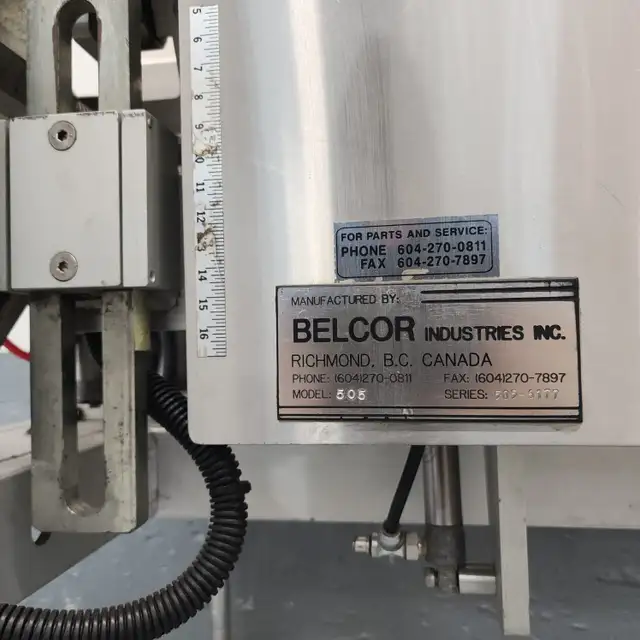 5
6
7
8
9
10
11
12
14
15
16
FOR PARTS AND SERVICE:
PHONE 604-270-0811
FAX 604-270-7897
MANUFACTURED BY:
BELCOR INDUSTRIES INC.
RICHMOND, B.C. CANADA
PHONE: (604)270-0811 FAX: (604)270-7897
MODEL: 505 SERIES: